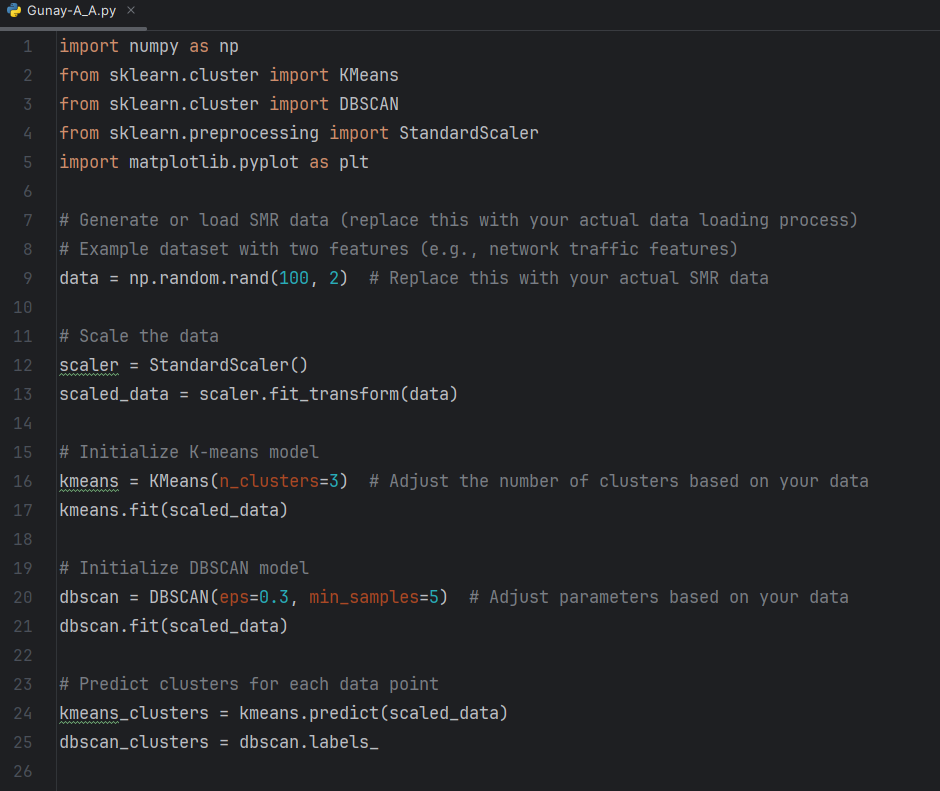 Gunay-A_A.py ×
1 import numpy as np
2 from sklearn.cluster import KMeans
3 from sklearn.cluster import DBSCAN
4 from sklearn.preprocessing import StandardScaler
5 import matplotlib.pyplot as plt
6
7 # Generate or load SMR data (replace this with your actual data loading process)
8 # Example dataset with two features (e.g., network traffic features)
9 data = np.random.rand(100, 2)  # Replace this with your actual SMR data
10
11 # Scale the data
12 scaler = StandardScaler()
13 scaled_data = scaler.fit_transform(data)
14
15 # Initialize K-means model
16 kmeans = KMeans(n_clusters=3)  # Adjust the number of clusters based on your data
17 kmeans.fit(scaled_data)
18
19 # Initialize DBSCAN model
20 dbscan = DBSCAN(eps=0.3, min_samples=5)  # Adjust parameters based on your data
21 dbscan.fit(scaled_data)
22
23 # Predict clusters for each data point
24 kmeans_clusters = kmeans.predict(scaled_data)
25 dbscan_clusters = dbscan.labels_
26